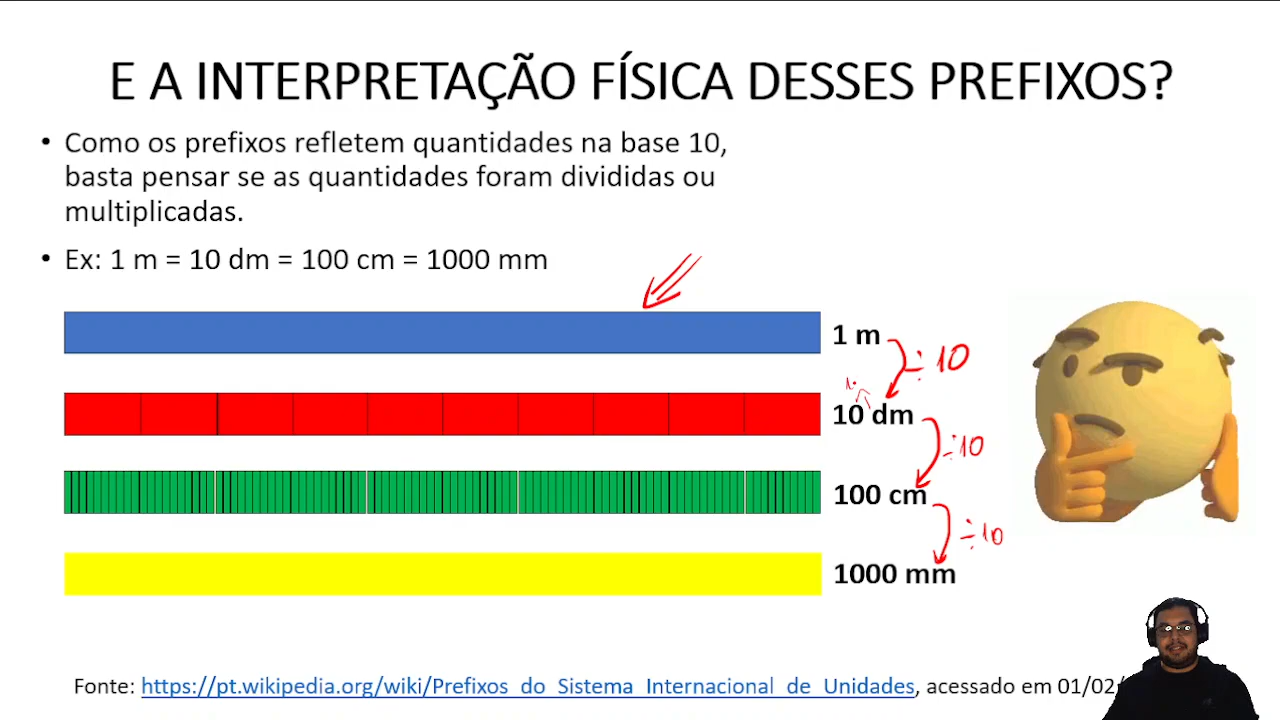 E A INTERPRETAÇÃO FÍSICA DESSES PREFIXOS?
• Como os prefixos refletem quantidades na base 10,
basta pensar se as quantidades foram divididas ou
multiplicadas.
• Ex: 1 m = 10 dm = 100 cm = 1000 mm
1 m
÷10
10 dm
÷10
100 cm
÷10
1000 mm
Fonte: https://pt.wikipedia.org/wiki/Prefixos_do_Sistema_Internacional_de_Unidades, acessado em 01/02/